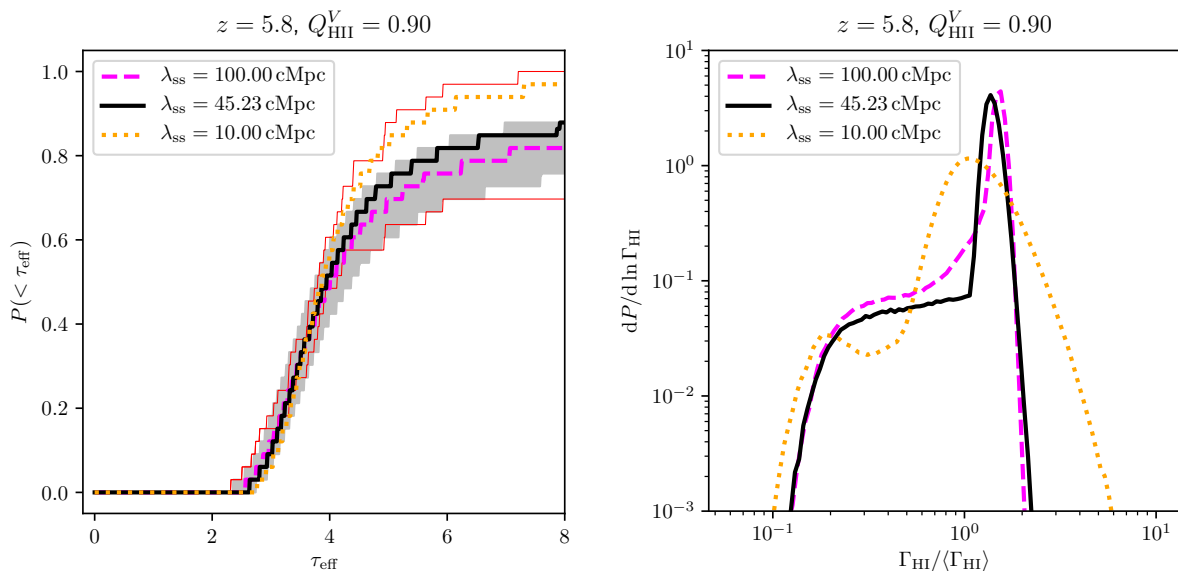 z = 5.8, Q^V_HII = 0.90
λss = 100.00 cMpc
λss = 45.23 cMpc
λss = 10.00 cMpc
P(< τeff)
1.0
0.8
0.6
0.4
0.2
0.0
0 2 4 6 8
τeff
z = 5.8, Q^V_HII = 0.90
λss = 100.00 cMpc
λss = 45.23 cMpc
λss = 10.00 cMpc
dP/d ln ΓHI
10^1
10^0
10^−1
10^−2
10^−3
10^−1 10^0 10^1
ΓHI/⟨ΓHI⟩